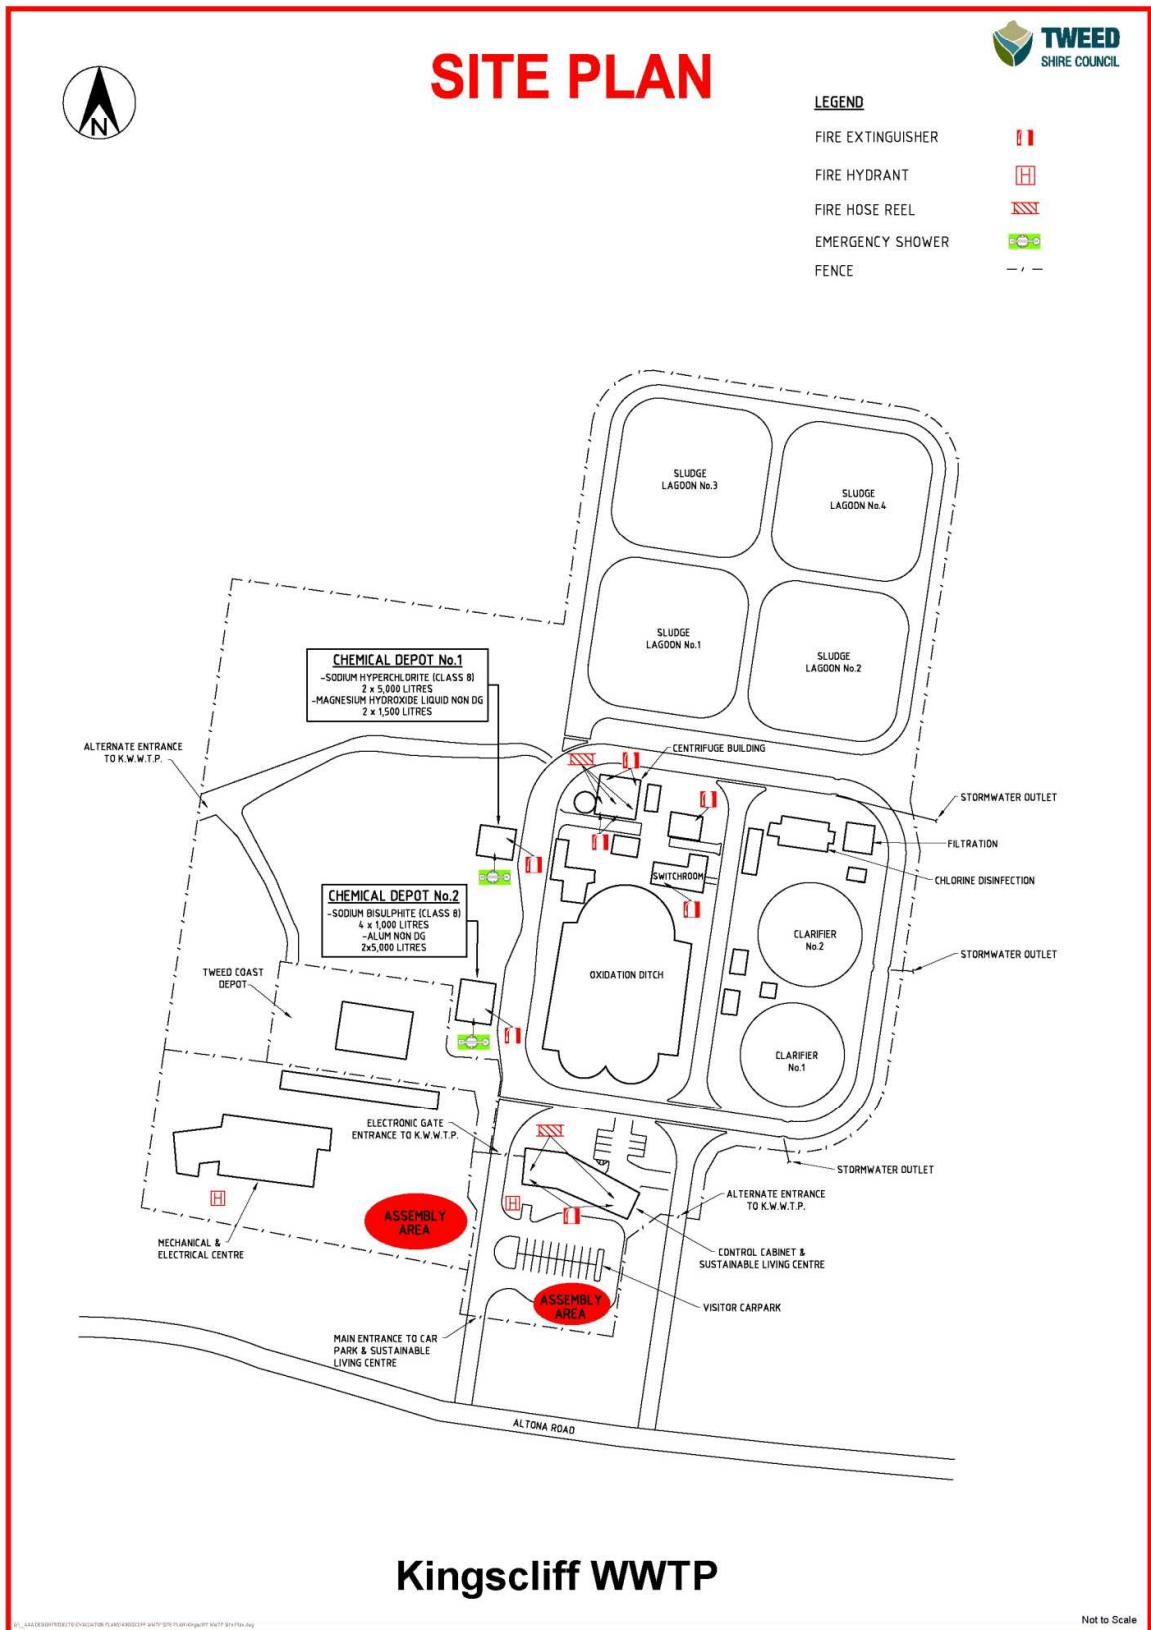 SITE PLAN
TWEED
SHIRE COUNCIL
N
LEGEND
FIRE EXTINGUISHER
FIRE HYDRANT
H
FIRE HOSE REEL
EMERGENCY SHOWER
FENCE
SLUDGE
LAGOON No.3
SLUDGE
LAGOON No.4
SLUDGE
LAGOON No.1
SLUDGE
LAGOON No.2
CHEMICAL DEPOT No.1
-SODIUM HYPERCHLORITE (CLASS 8)
2 x 5,000 LITRES
-MAGNESIUM HYDROXIDE LIQUID NON DG
2 x 1,500 LITRES
ALTERNATE ENTRANCE
TO K.W.W.T.P.
CENTRIFUGE BUILDING
STORMWATER OUTLET
FILTRATION
CHLORINE DISINFECTION
SWITCHROOM
CHEMICAL DEPOT No.2
-SODIUM BISULPHITE (CLASS 8)
4 x 1,000 LITRES
-ALUM NON DG
2x5,000 LITRES
CLARIFIER
No.2
STORMWATER OUTLET
TWEED COAST
DEPOT
OXIDATION DITCH
CLARIFIER
No.1
ELECTRONIC GATE
ENTRANCE TO K.W.W.T.P.
STORMWATER OUTLET
H
H
ALTERNATE ENTRANCE
TO K.W.W.T.P.
ASSEMBLY
AREA
MECHANICAL &
ELECTRICAL CENTRE
CONTROL CABINET &
SUSTAINABLE LIVING CENTRE
ASSEMBLY
AREA
VISITOR CARPARK
MAIN ENTRANCE TO CAR
PARK & SUSTAINABLE
LIVING CENTRE
ALTONA ROAD
Kingscliff WWTP
Not to Scale